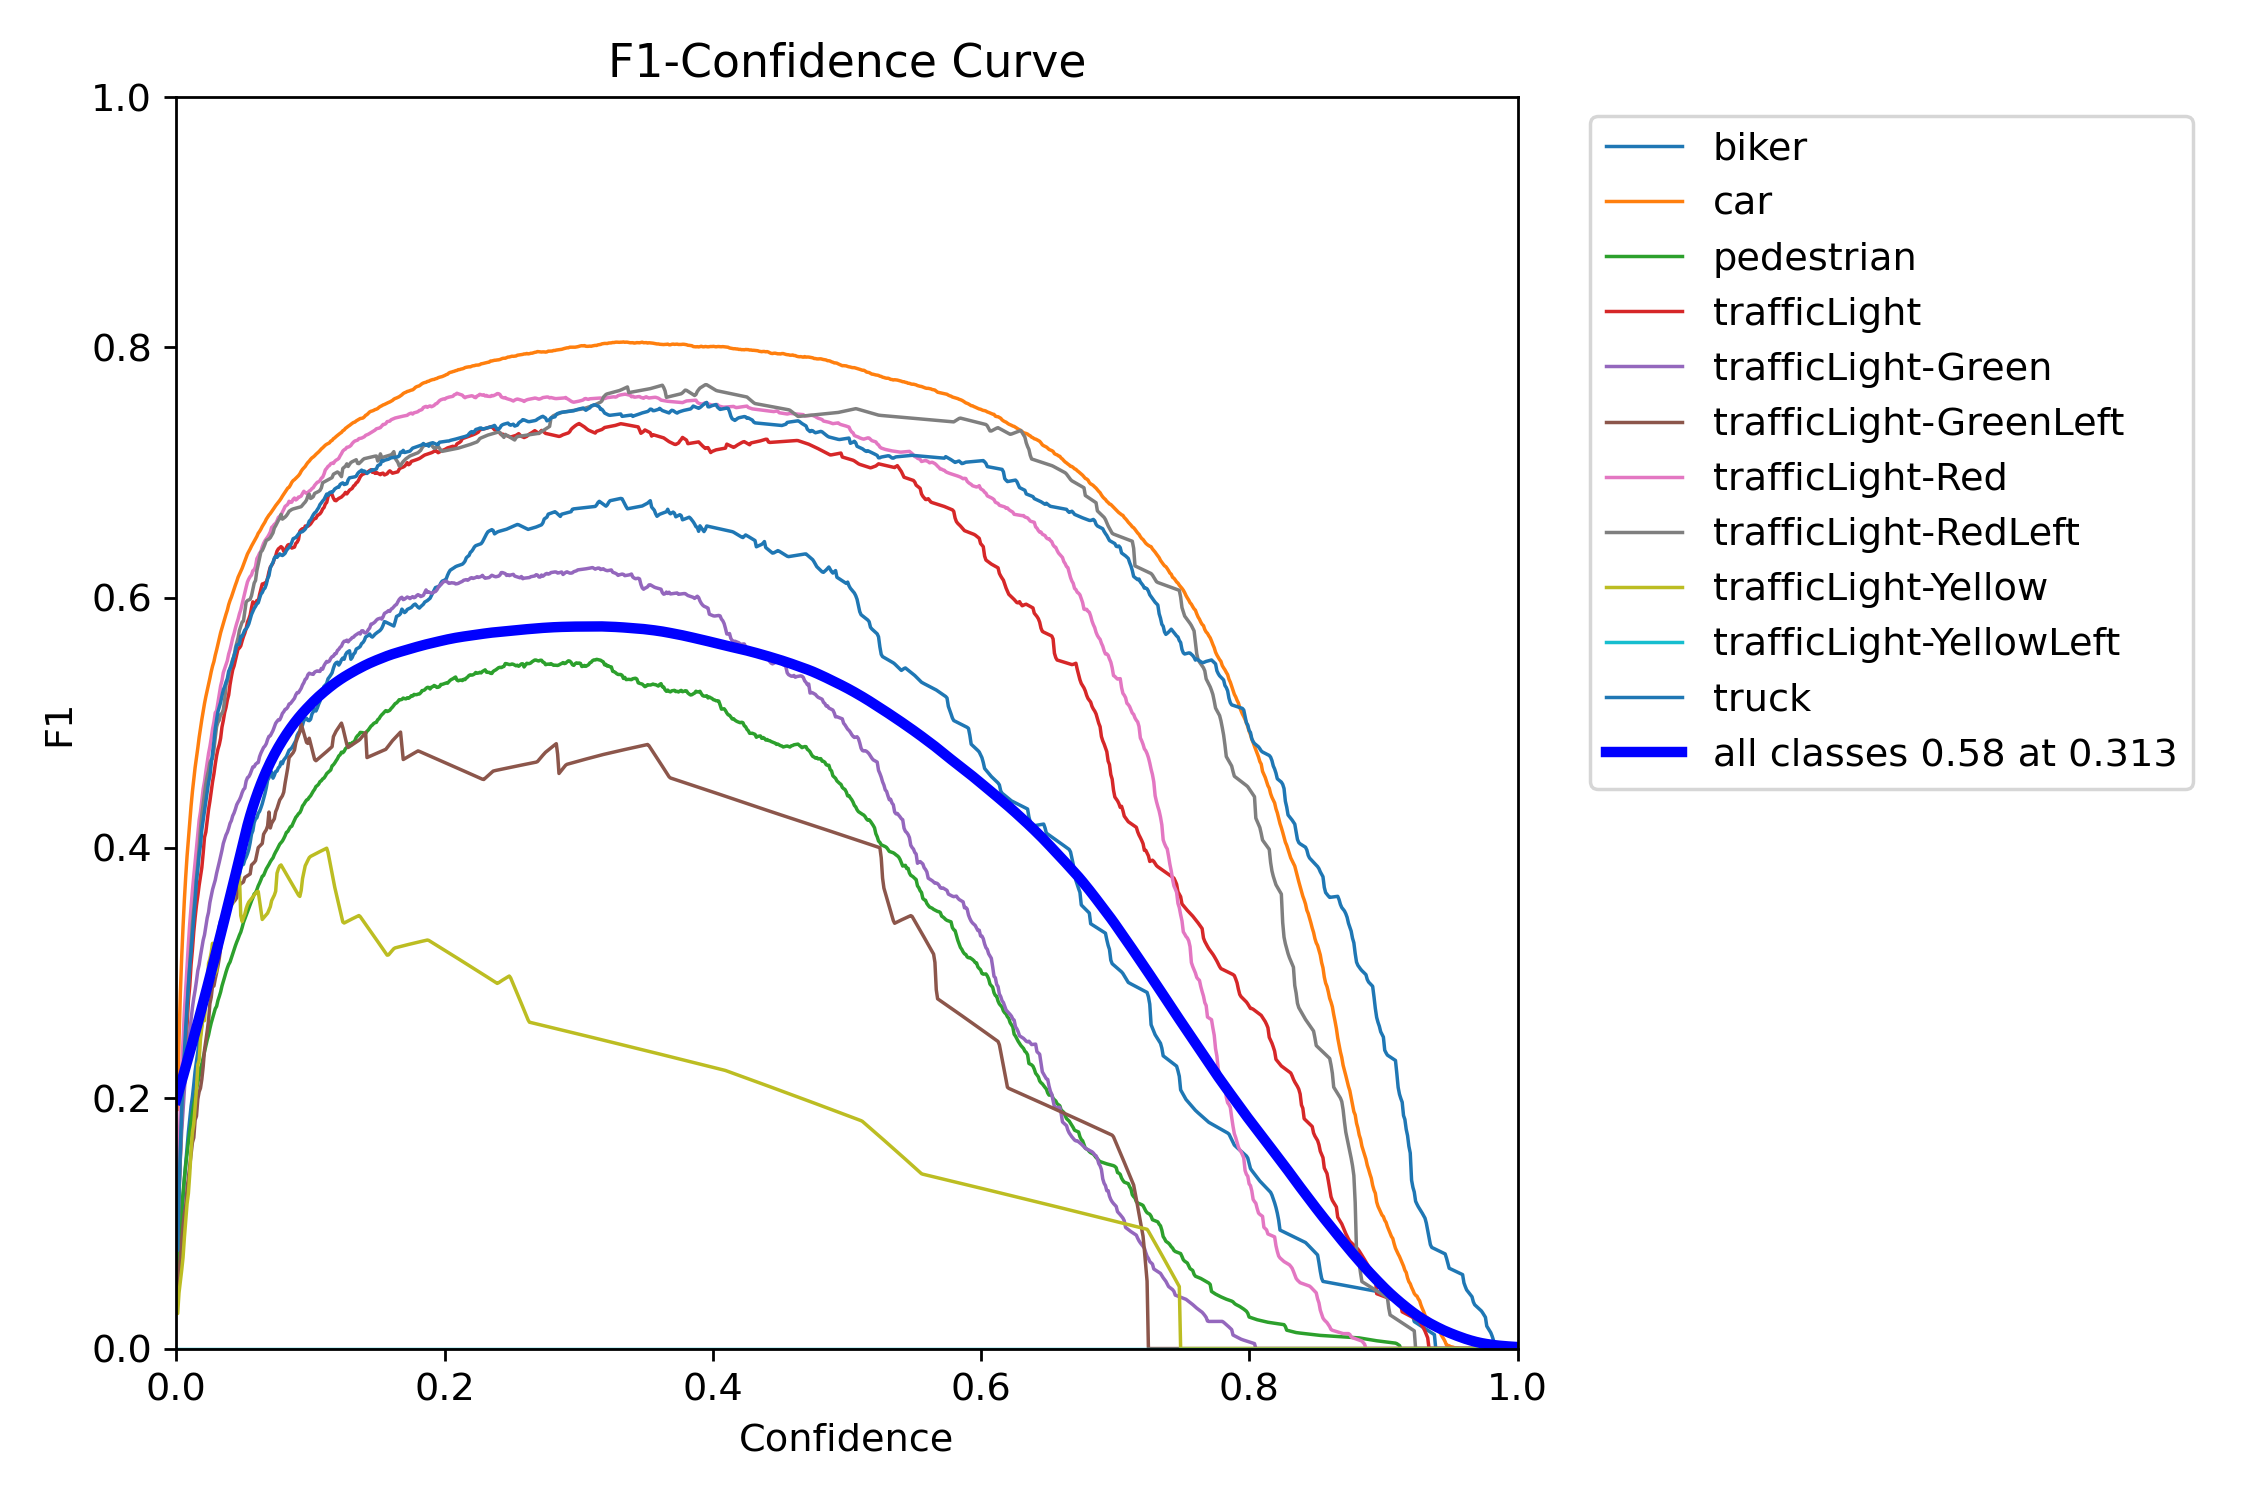 F1-Confidence Curve
1.0
0.8
0.6
0.4
0.2
0.0
F1
0.0 0.2 0.4 0.6 0.8 1.0
Confidence
biker
car
pedestrian
trafficLight
trafficLight-Green
trafficLight-GreenLeft
trafficLight-Red
trafficLight-RedLeft
trafficLight-Yellow
trafficLight-YellowLeft
truck
all classes 0.58 at 0.313